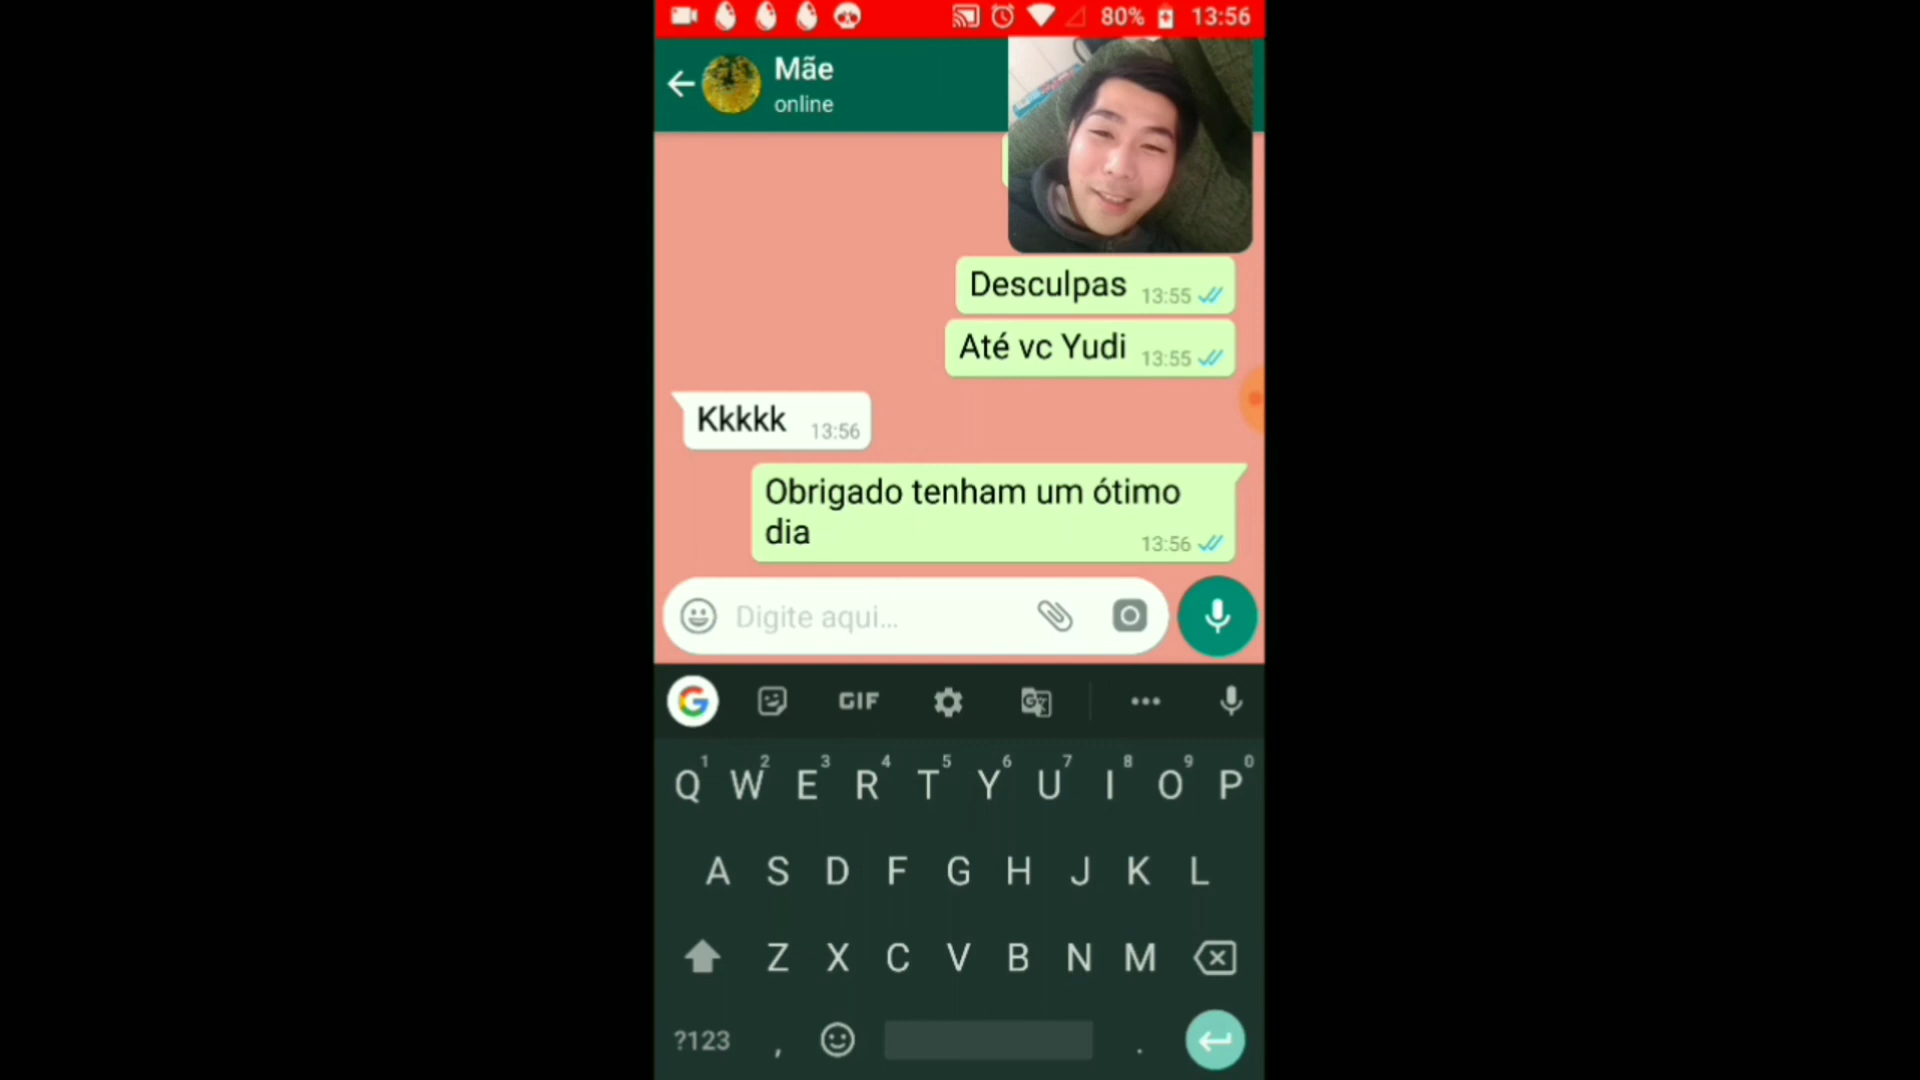 80% 13:56
Mãe
online
Desculpas 13:55
Até vc Yudi 13:55
Kkkkk 13:56
Obrigado tenham um ótimo
dia
13:56
Digite aqui...
G GIF G
1 2 3 4 5 6 7 8 9 0
Q W E R T Y U I O P
A S D F G H J K L
Z X C V B N M
?123 , .